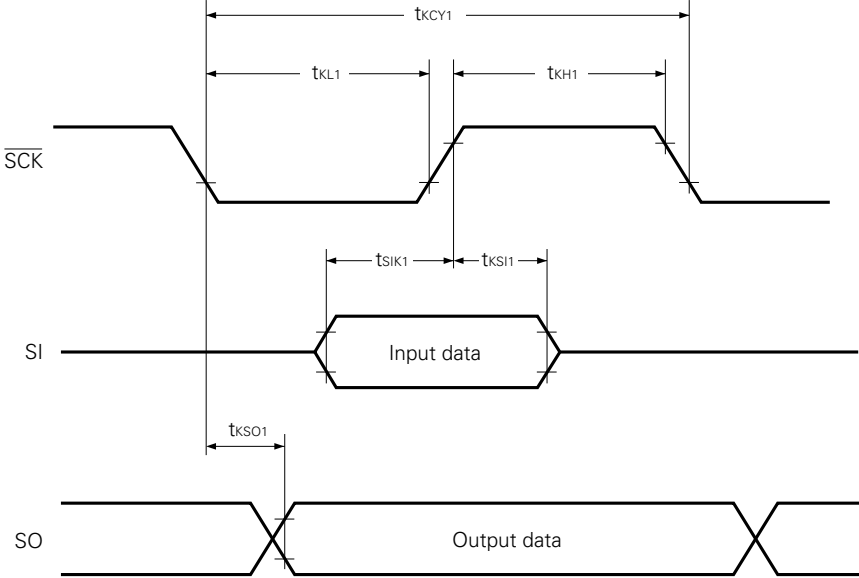 tKCY1
tKL1
tKH1
SCK
tSIK1
tKSI1
SI
Input data
tKSO1
SO
Output data